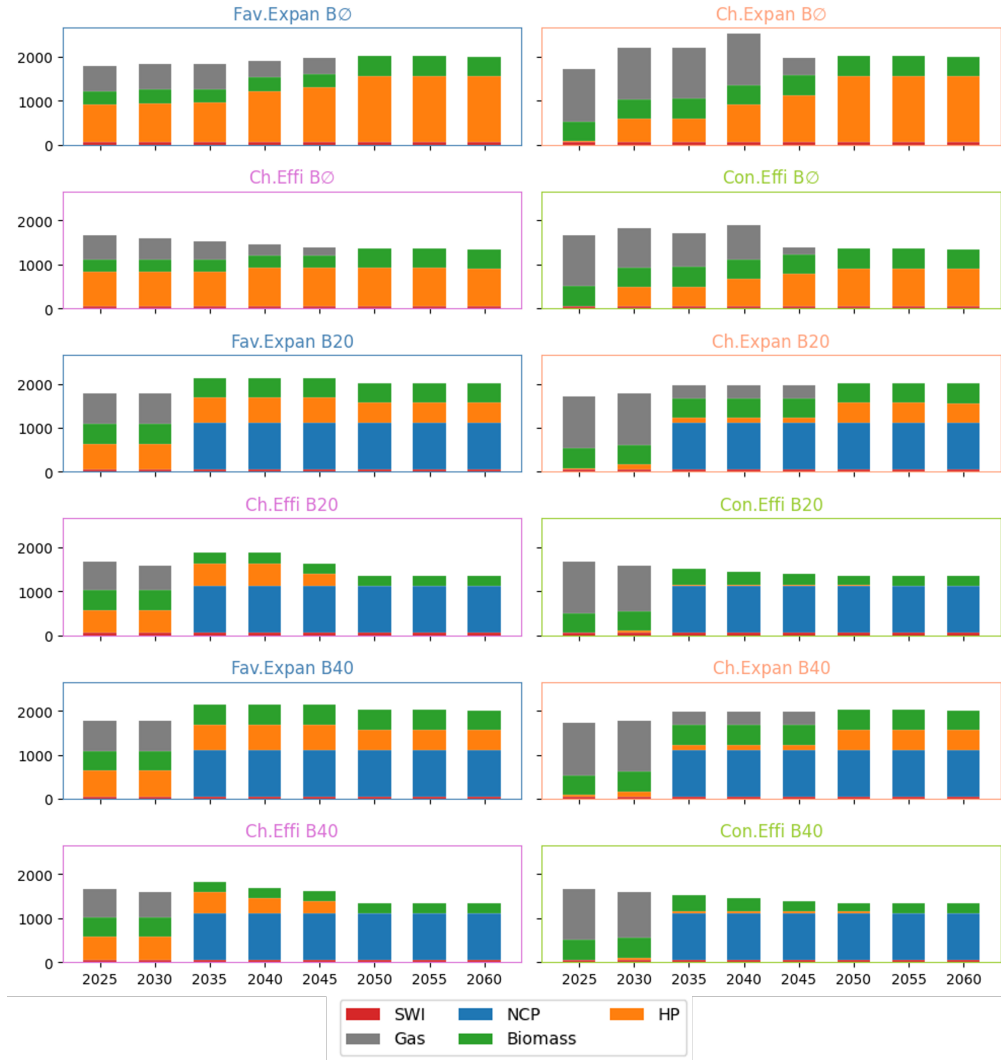 Fav.Expan B∅
Ch.Expan B∅
2000
1000
0
Ch.Effi B∅
Con.Effi B∅
2000
1000
0
Fav.Expan B20
Ch.Expan B20
2000
1000
0
Ch.Effi B20
Con.Effi B20
2000
1000
0
Fav.Expan B40
Ch.Expan B40
2000
1000
0
Ch.Effi B40
Con.Effi B40
2000
1000
0
2025 2030 2035 2040 2045 2050 2055 2060
2025 2030 2035 2040 2045 2050 2055 2060
SWI NCP HP
Gas Biomass